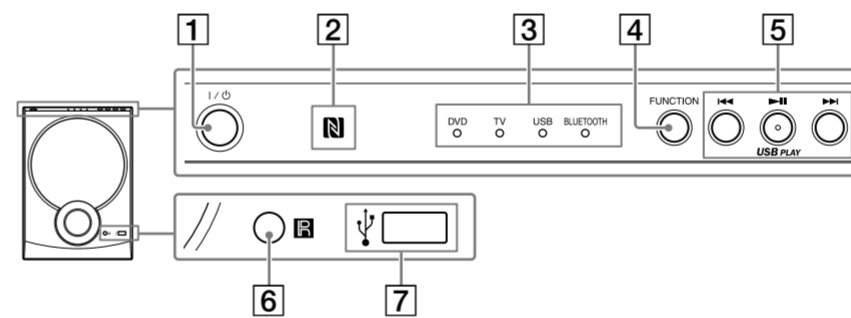 1 2 3 4 5
I / ⏻
N
FUNCTION ⏮ ⏯ ⏭
DVD TV USB BLUETOOTH
USB PLAY
R
6 7